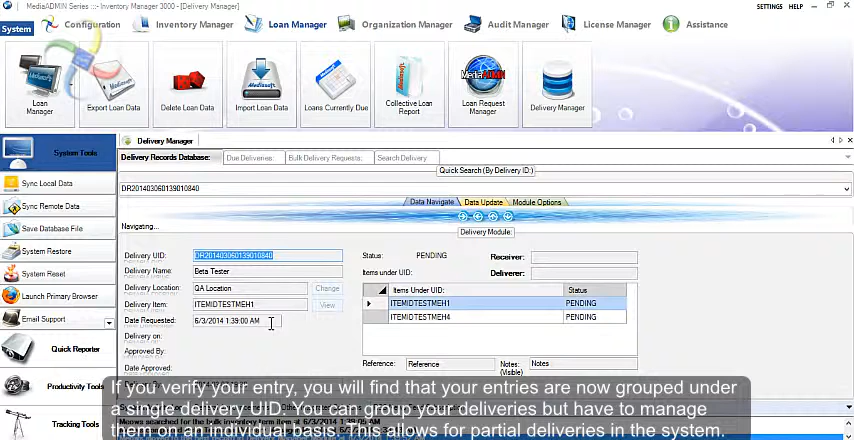 MediaADMIN Series :::- Inventory Manager 3000 - [Delivery Manager]
SETTINGS HELP
System
Configuration
Inventory Manager
Loan Manager
Organization Manager
Audit Manager
License Manager
Assistance
Loan Manager
Export Loan Data
Delete Loan Data
Import Loan Data
Loans Currently Due
Collective Loan Report
Loan Request Manager
Delivery Manager
System Tools
Sync Local Data
Sync Remote Data
Save Database File
System Restore
System Reset
Launch Primary Browser
Email Support
Quick Reporter
Productivity Tools
Tracking Tools
Delivery Manager
Delivery Records Database:
Due Deliveries:
Bulk Delivery Requests:
Search Delivery
Quick Search (By Delivery ID:)
DR201403060139010840
Data Navigate
Data Update
Module Options
Navigating...
Delivery Module:
Delivery UID: DR201403060139010840
Delivery Name: Beta Tester
Delivery Location: QA Location Change
Delivery Item: ITEMIDTESTMEH1 View
Date Requested: 6/3/2014 1:39:00 AM
Delivery on:
Approved By:
Date Approved:
Status: PENDING
Receiver:
Items under UID:
Deliverer:
Items Under UID: Status
ITEMIDTESTMEH1 PENDING
ITEMIDTESTMEH4 PENDING
Reference: Reference
Notes: (Visible) Notes
If you verify your entry, you will find that your entries are now grouped under
a single delivery UID. You can group your deliveries but have to manage
them on an individual basis. This allows for partial deliveries in the system.